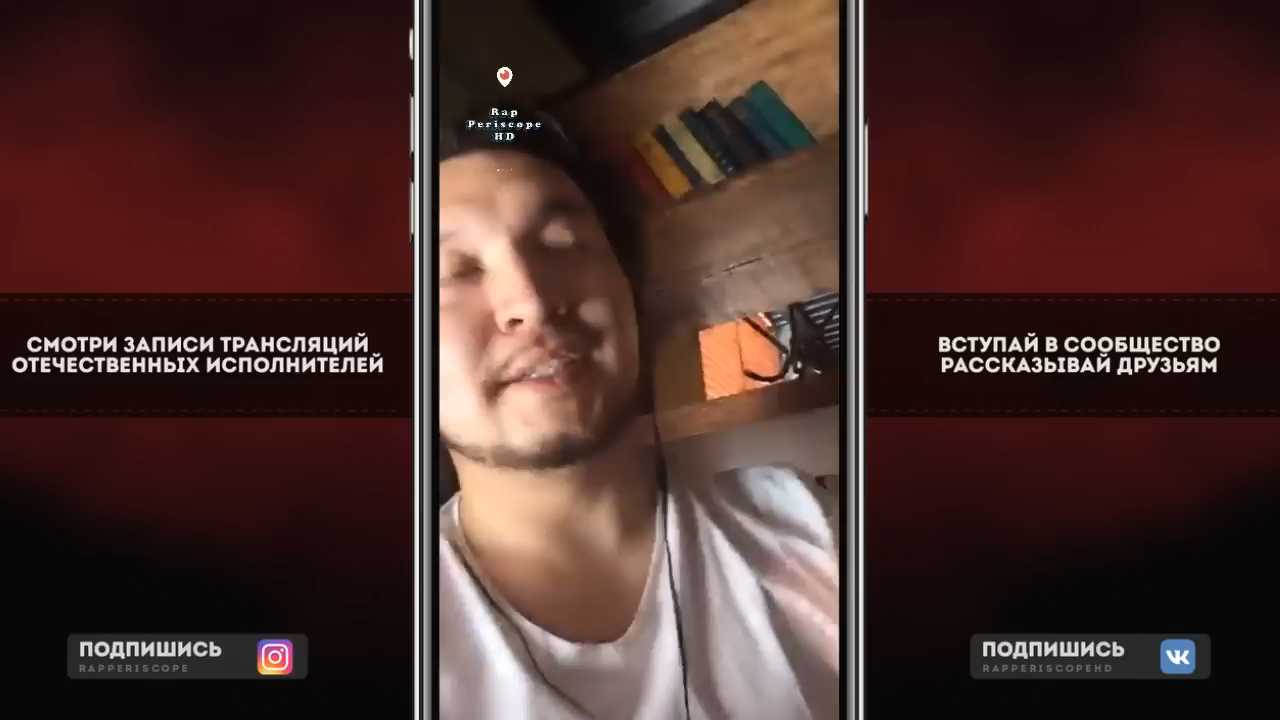 Rap
Periscope
HD
СМОТРИ ЗАПИСИ ТРАНСЛЯЦИЙ
ОТЕЧЕСТВЕННЫХ ИСПОЛНИТЕЛЕЙ
ВСТУПАЙ В СООБЩЕСТВО
РАССКАЗЫВАЙ ДРУЗЬЯМ
ПОДПИШИСЬ
RAPPERISCOPE
ПОДПИШИСЬ
RAPPERISCOPEHD